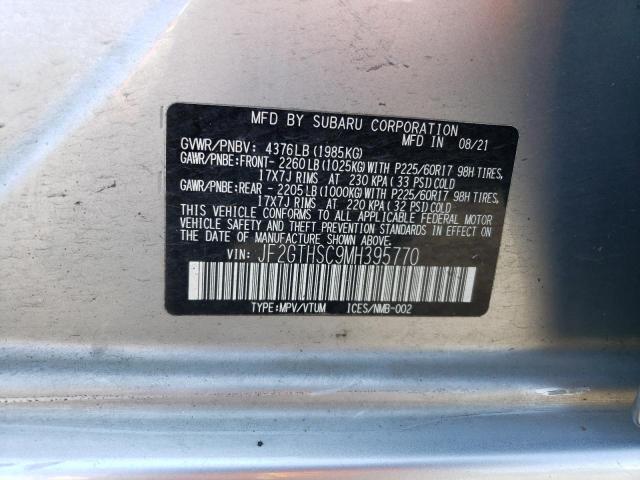 MFD BY SUBARU CORPORATION
MFD IN 08/21
GVWR/PNBV: 4376LB (1985KG)
GAWR/PNBE:FRONT- 2260LB(1025KG)WITH P225/60R17 98H TIRES,
17X7J RIMS AT 230 KPA (33 PSI)COLD
GAWR/PNBE:REAR - 2205LB(1000KG)WITH P225/60R17 98H TIRES,
17X7J RIMS AT 220 KPA (32 PSI)COLD
THIS VEHICLE CONFORMS TO ALL APPLICABLE FEDERAL MOTOR
VEHICLE SAFETY AND THEFT PREVENTION STANDARDS IN EFFECT ON
THE DATE OF MANUFACTURE SHOWN ABOVE.
VIN: JF2GTHSC9MH395770
TYPE:MPV/VTUM ICES/NMB-002